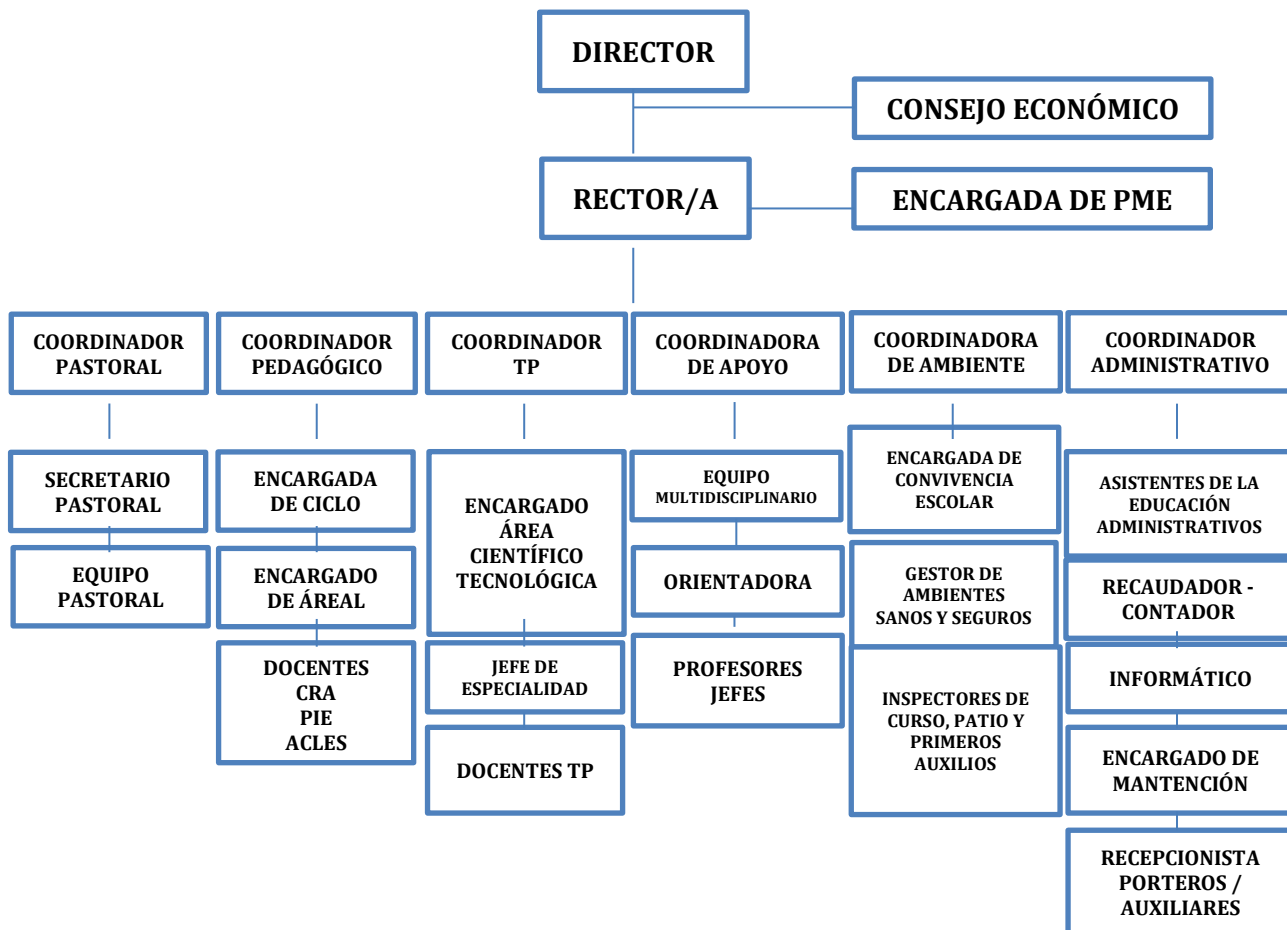 DIRECTOR
CONSEJO ECONÓMICO
RECTOR/A
ENCARGADA DE PME
COORDINADOR
PASTORAL
COORDINADOR
PEDAGÓGICO
COORDINADOR
TP
COORDINADORA
DE APOYO
COORDINADORA
DE AMBIENTE
COORDINADOR
ADMINISTRATIVO
SECRETARIO
PASTORAL
EQUIPO
PASTORAL
ENCARGADA
DE CICLO
ENCARGADO
DE ÁREAL
DOCENTES
CRA
PIE
ACLES
ENCARGADO
ÁREA
CIENTÍFICO
TECNOLÓGICA
JEFE DE
ESPECIALIDAD
DOCENTES TP
EQUIPO
MULTIDISCIPLINARIO
ORIENTADORA
PROFESORES
JEFES
ENCARGADA DE
CONVIVENCIA
ESCOLAR
GESTOR DE
AMBIENTES
SANOS Y SEGUROS
INSPECTORES DE
CURSO, PATIO Y
PRIMEROS
AUXILIOS
ASISTENTES DE LA
EDUCACIÓN
ADMINISTRATIVOS
RECAUDADOR -
CONTADOR
INFORMÁTICO
ENCARGADO DE
MANTENCIÓN
RECEPCIONISTA
PORTEROS /
AUXILIARES